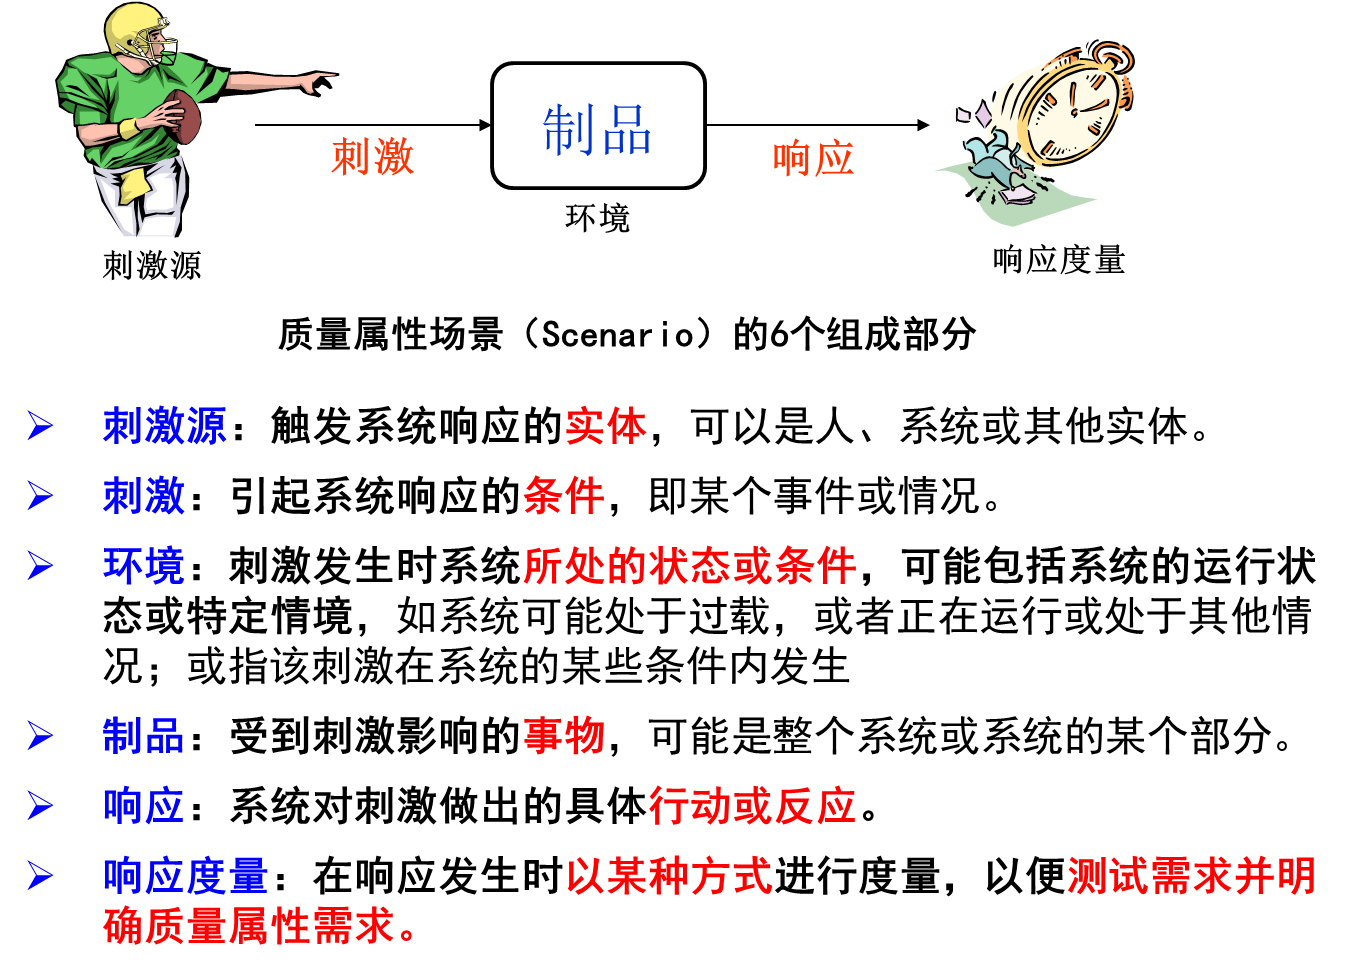 制品
刺激
响应
环境
刺激源
响应度量
质量属性场景（Scenario）的6个组成部分
刺激源：触发系统响应的实体，可以是人、系统或其他实体。
刺激：引起系统响应的条件，即某个事件或情况。
环境：刺激发生时系统所处的状态或条件，可能包括系统的运行状
态或特定情境，如系统可能处于过载，或者正在运行或处于其他情
况；或指该刺激在系统的某些条件内发生
制品：受到刺激影响的事物，可能是整个系统或系统的某个部分。
响应：系统对刺激做出的具体行动或反应。
响应度量：在响应发生时以某种方式进行度量，以便测试需求并明
确质量属性需求。